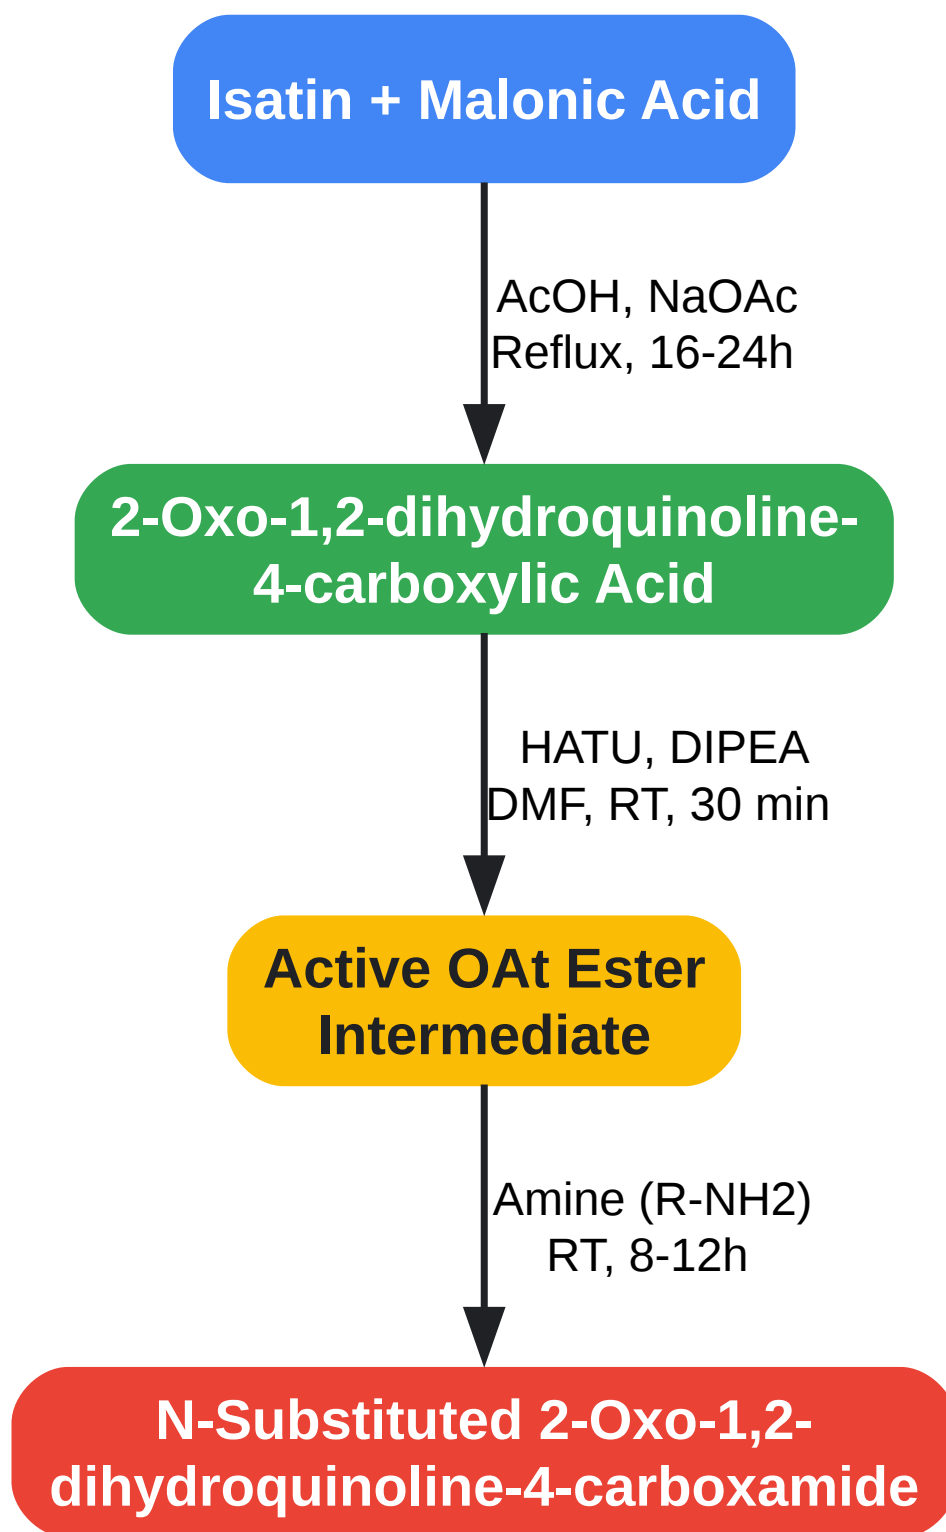 Isatin + Malonic Acid
AcOH, NaOAc
Reflux, 16-24h
2-Oxo-1,2-dihydroquinoline-
4-carboxylic Acid
HATU, DIPEA
DMF, RT, 30 min
Active OAt Ester
Intermediate
Amine (R-NH2)
RT, 8-12h
N-Substituted 2-Oxo-1,2-
dihydroquinoline-4-carboxamide